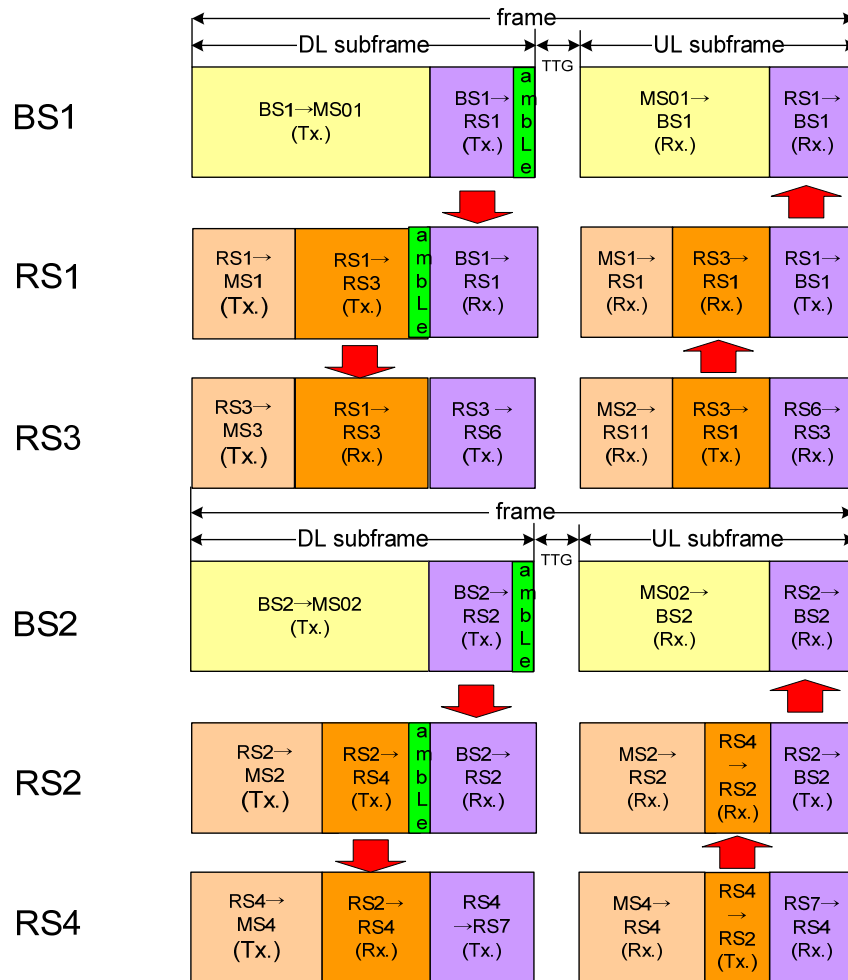 frame
DL subframe
TTG
UL subframe
BS1
BS1→MS01
(Tx.)
BS1→
RS1
(Tx.)
a
m
b
L
e
MS01→
BS1
(Rx.)
RS1→
BS1
(Rx.)
RS1
RS1→
MS1
(Tx.)
RS1→
RS3
(Tx.)
a
m
b
L
e
BS1→
RS1
(Rx.)
MS1→
RS1
(Rx.)
RS3→
RS1
(Rx.)
RS1→
BS1
(Tx.)
RS3
RS3→
MS3
(Tx.)
RS1→
RS3
(Rx.)
RS3 →
RS6
(Tx.)
MS2→
RS11
(Rx.)
RS3→
RS1
(Tx.)
RS6→
RS3
(Rx.)
frame
DL subframe
TTG
UL subframe
BS2
BS2→MS02
(Tx.)
BS2→
RS2
(Tx.)
a
m
b
L
e
MS02→
BS2
(Rx.)
RS2→
BS2
(Rx.)
RS2
RS2→
MS2
(Tx.)
RS2→
RS4
(Tx.)
a
m
b
L
e
BS2→
RS2
(Rx.)
MS2→
RS2
(Rx.)
RS4
→
RS2
(Rx.)
RS2→
BS2
(Tx.)
RS4
RS4→
MS4
(Tx.)
RS2→
RS4
(Rx.)
RS4
→RS7
(Tx.)
MS4→
RS4
(Rx.)
RS4
→
RS2
(Tx.)
RS7→
RS4
(Rx.)